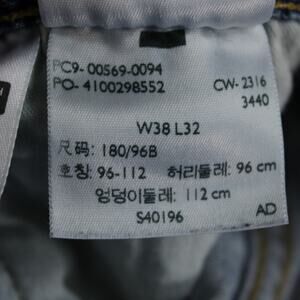 PC9- 00569-0094
PO- 4100298552
CW-2316
3440
W38 L32
尺码: 180/96B
호칭: 96-112 허리둘레: 96 cm
엉덩이둘레: 112 cm
S40196
AD